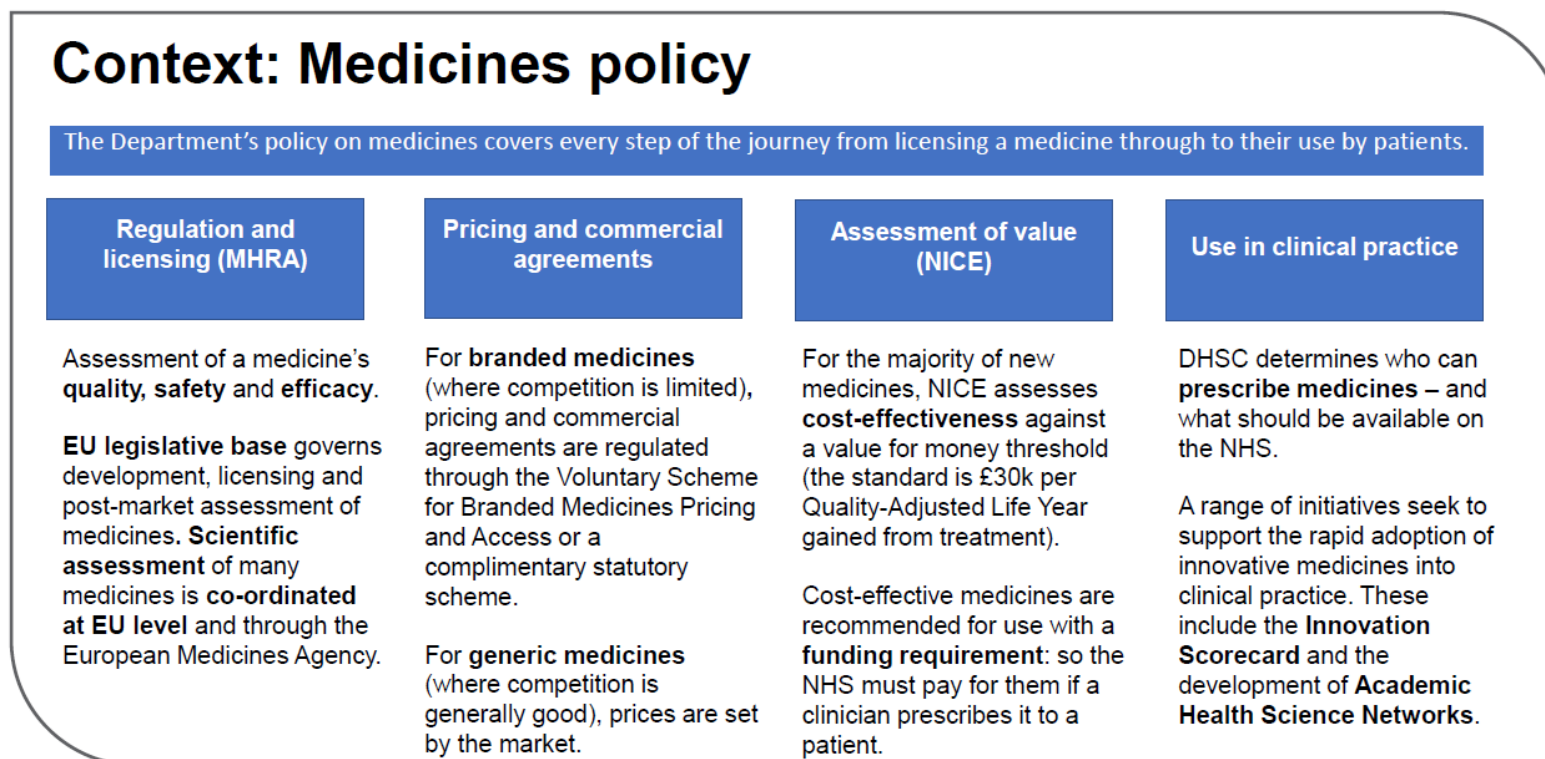 Context: Medicines policy
The Department's policy on medicines covers every step of the journey from licensing a medicine through to their use by patients.
Regulation and
licensing (MHRA)
Assessment of a medicine's
quality, safety and efficacy.
EU legislative base governs
development, licensing and
post-market assessment of
medicines. Scientific
assessment of many
medicines is co-ordinated
at EU level and through the
European Medicines Agency.
Pricing and commercial
agreements
For branded medicines
(where competition is limited),
pricing and commercial
agreements are regulated
through the Voluntary Scheme
for Branded Medicines Pricing
and Access or a
complimentary statutory
scheme.
For generic medicines
(where competition is
generally good), prices are set
by the market.
Assessment of value
(NICE)
For the majority of new
medicines, NICE assesses
cost-effectiveness against
a value for money threshold
(the standard is £30k per
Quality-Adjusted Life Year
gained from treatment).
Cost-effective medicines are
recommended for use with a
funding requirement: so the
NHS must pay for them if a
clinician prescribes it to a
patient.
Use in clinical practice
DHSC determines who can
prescribe medicines – and
what should be available on
the NHS.
A range of initiatives seek to
support the rapid adoption of
innovative medicines into
clinical practice. These
include the Innovation
Scorecard and the
development of Academic
Health Science Networks.